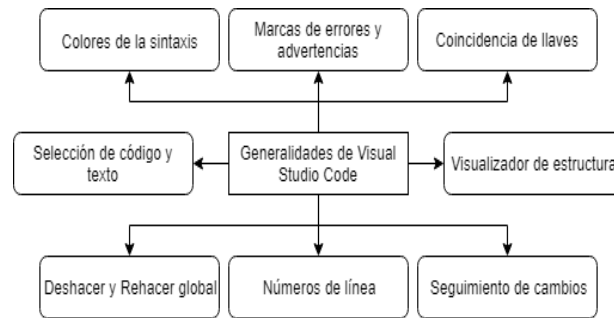 Colores de la sintaxis
Marcas de errores y
advertencias
Coincidencia de llaves
Selección de código y
texto
Generalidades de Visual
Studio Code
Visualizador de estructura
Deshacer y Rehacer global
Números de línea
Seguimiento de cambios